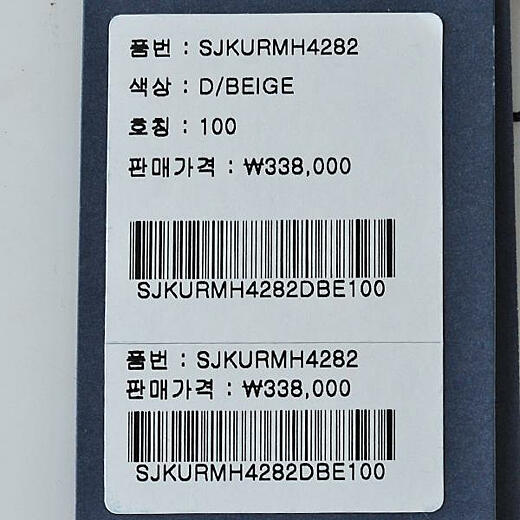 품번 : SJKURMH4282
색상 : D/BEIGE
호칭 : 100
판매가격 : ₩338,000
SJKURMH4282DBE100
품번 : SJKURMH4282
판매가격 : ₩338,000
SJKURMH4282DBE100